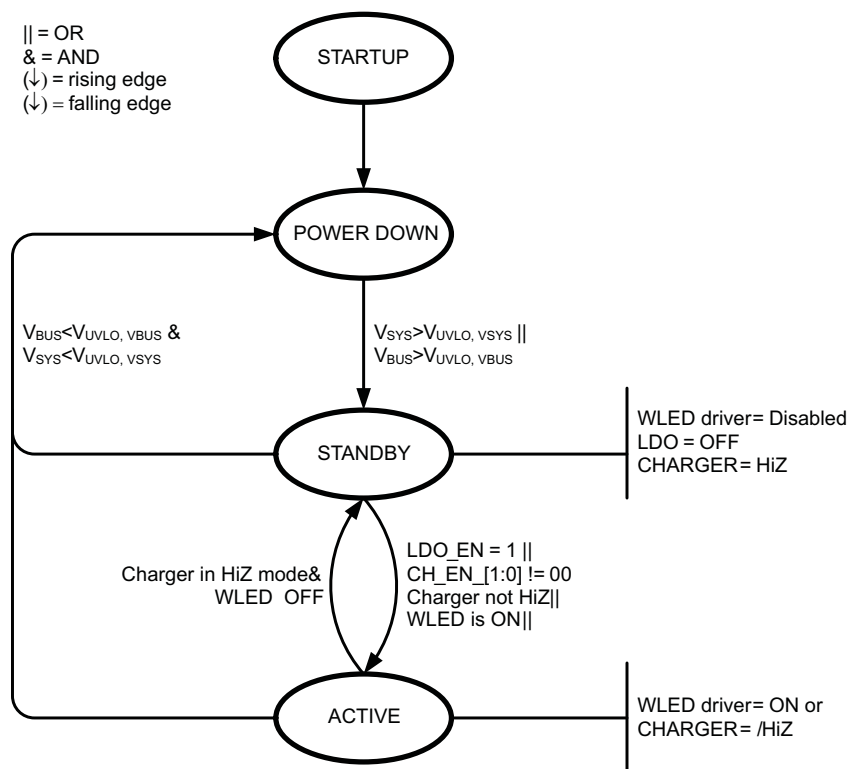 || = OR
& = AND
(↓) = rising edge
(↓) = falling edge
STARTUP
POWER DOWN
VBUS<VUVLO, VBUS &
VSYS<VUVLO, VSYS
VSYS>VUVLO, VSYS ||
VBUS>VUVLO, VBUS
STANDBY
WLED driver= Disabled
LDO = OFF
CHARGER= HiZ
Charger in HiZ mode&
WLED OFF
LDO_EN = 1 ||
CH_EN_[1:0] != 00
Charger not HiZ||
WLED is ON||
ACTIVE
WLED driver= ON or
CHARGER= /HiZ